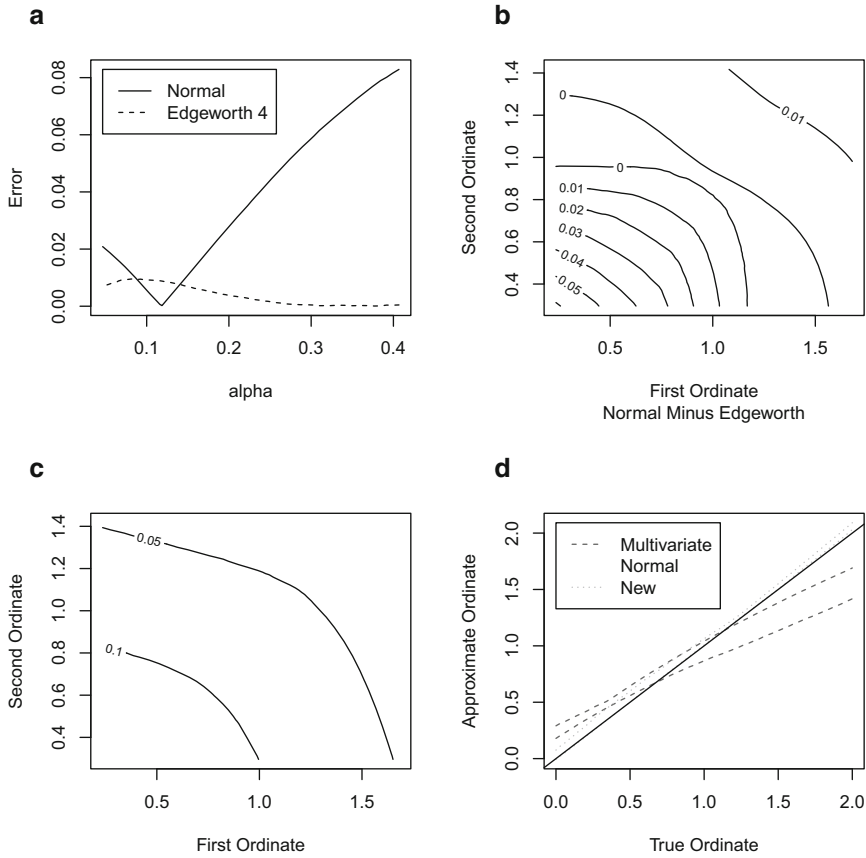 a
Normal
Edgeworth 4
Error
0.00 0.02 0.04 0.06 0.08
0.1 0.2 0.3 0.4
alpha
b
Second Ordinate
0.4 0.6 0.8 1.0 1.2 1.4
0
0.01
0
0.01
0.02
0.03
-0.04
-0.05
0.5 1.0 1.5
First Ordinate
Normal Minus Edgeworth
c
Second Ordinate
0.4 0.6 0.8 1.0 1.2 1.4
0.05
0.1
0.5 1.0 1.5
First Ordinate
d
Multivariate
Normal
New
Approximate Ordinate
0.0 0.5 1.0 1.5 2.0
0.0 0.5 1.0 1.5 2.0
True Ordinate